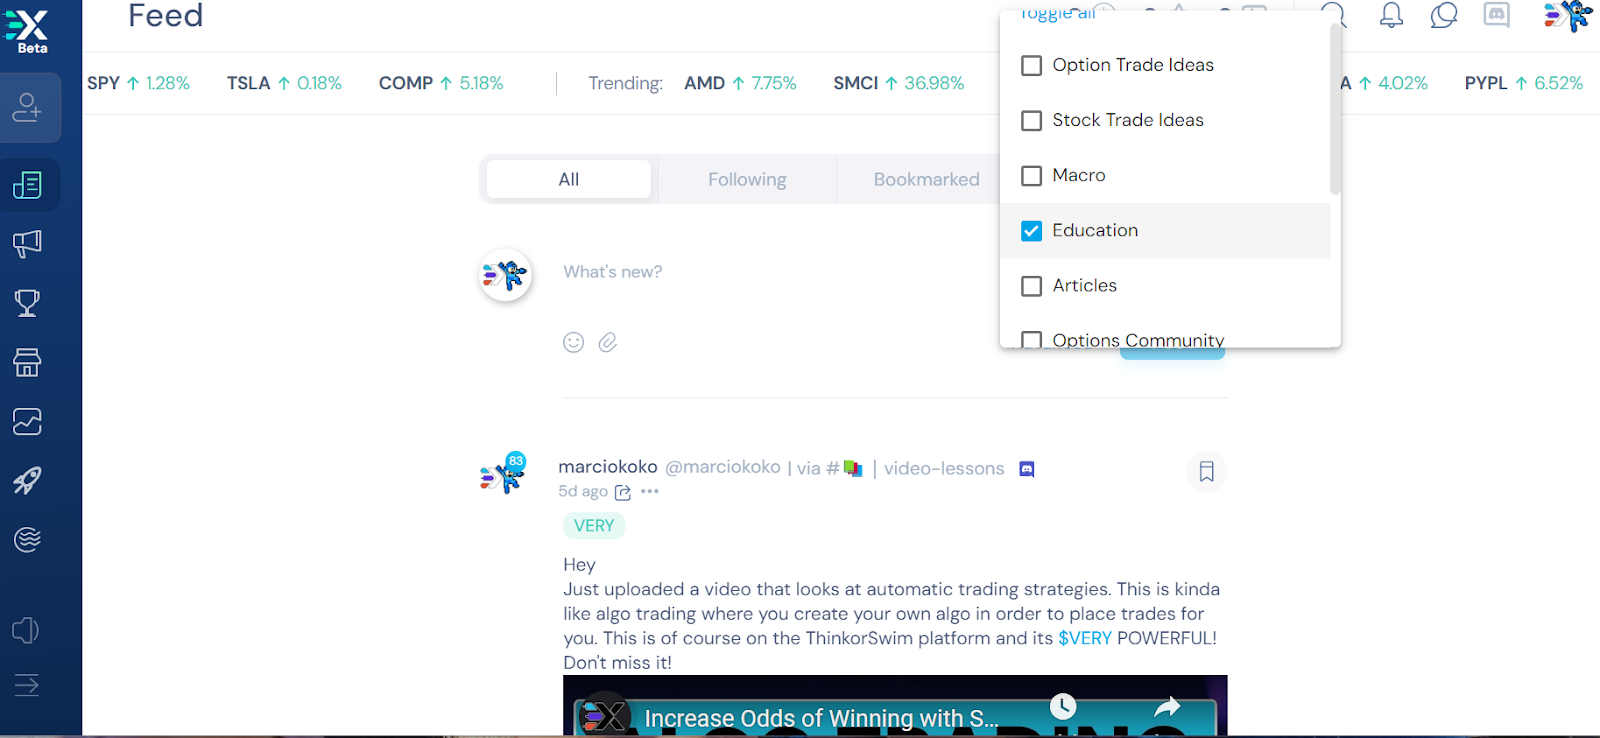 X
Beta
Feed
Toggle all
SPY ↑ 1.28% TSLA ↑ 0.18% COMP ↑ 5.18% Trending: AMD ↑ 7.75% SMCI ↑ 36.98% A ↑ 4.02% PYPL ↑ 6.52%
Option Trade Ideas
Stock Trade Ideas
Macro
Education
Articles
Options Community
All Following Bookmarked
What's new?
83
marciokoko @marciokoko | via # | video-lessons
5d ago •••
VERY
Hey
Just uploaded a video that looks at automatic trading strategies. This is kinda
like algo trading where you create your own algo in order to place trades for
you. This is of course on the ThinkorSwim platform and its $VERY POWERFUL!
Don't miss it!
X Increase Odds of Winning with S...
ALGO TRADING